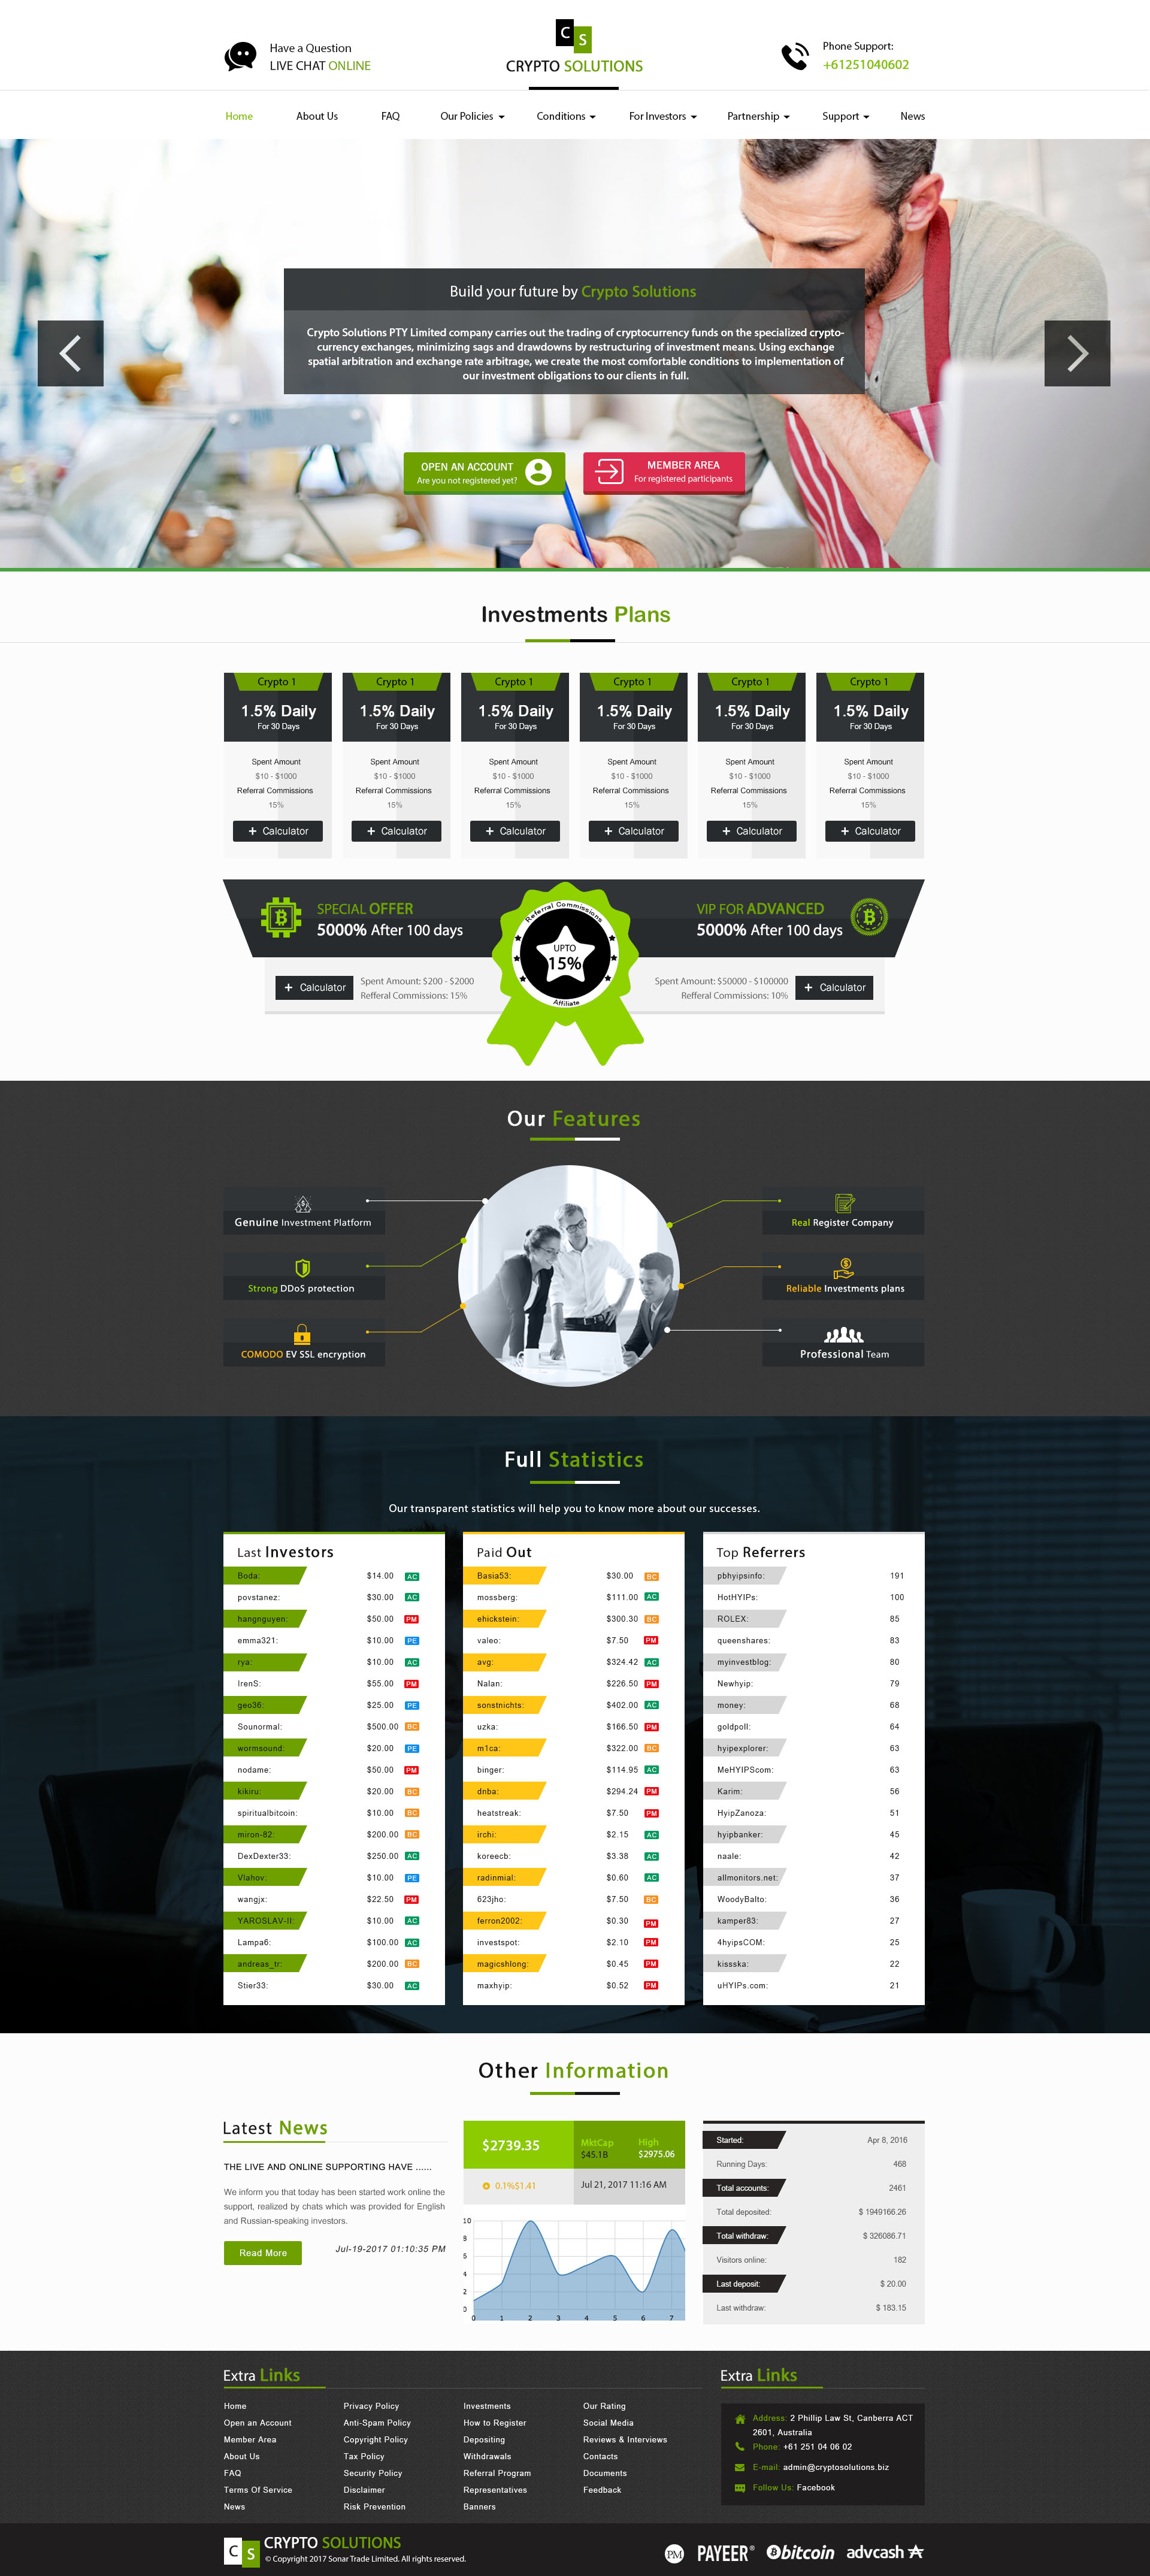 Have a Question
LIVE CHAT ONLINE
C S
CRYPTO SOLUTIONS
Phone Support:
+61251040602
Home About Us FAQ Our Policies Conditions For Investors Partnership Support News
Build your future by Crypto Solutions
Crypto Solutions PTY Limited company carries out the trading of cryptocurrency funds on the specialized crypto-
currency exchanges, minimizing sags and drawdowns by restructuring of investment means. Using exchange
spatial arbitration and exchange rate arbitrage, we create the most comfortable conditions to implementation of
our investment obligations to our clients in full.
OPEN AN ACCOUNT
Are you not registered yet?
MEMBER AREA
For registered participants
Investments Plans
Crypto 1 Crypto 1 Crypto 1 Crypto 1 Crypto 1 Crypto 1
1.5% Daily 1.5% Daily 1.5% Daily 1.5% Daily 1.5% Daily 1.5% Daily
For 30 Days For 30 Days For 30 Days For 30 Days For 30 Days For 30 Days
Spent Amount Spent Amount Spent Amount Spent Amount Spent Amount Spent Amount
$10 - $1000 $10 - $1000 $10 - $1000 $10 - $1000 $10 - $1000 $10 - $1000
Referral Commissions Referral Commissions Referral Commissions Referral Commissions Referral Commissions Referral Commissions
15% 15% 15% 15% 15% 15%
+ Calculator + Calculator + Calculator + Calculator + Calculator + Calculator
SPECIAL OFFER
5000% After 100 days
+ Calculator
Spent Amount: $200 - $2000
Refferal Commissions: 15%
Referral Commissions
UPTO
15%
Affiliate
VIP FOR ADVANCED
5000% After 100 days
Spent Amount: $50000 - $100000
Refferal Commissions: 10%
+ Calculator
Our Features
Genuine Investment Platform
Strong DDoS protection
COMODO EV SSL encryption
Real Register Company
Reliable Investments plans
Professional Team
Full Statistics
Our transparent statistics will help you to know more about our successes.
Last Investors
Boda: $14.00 AC
povstanez: $30.00 AC
hangnguyen: $50.00 PM
emma321: $10.00 PE
rya: $10.00 AC
IrenS: $55.00 PM
geo36: $25.00 PE
Sounormal: $500.00 BC
wormsound: $20.00 PE
nodame: $50.00 PM
kikiru: $20.00 BC
spiritualbitcoin: $10.00 BC
miron-82: $200.00 BC
DexDexter33: $250.00 AC
Vlahov: $10.00 PE
wangjx: $22.50 PM
YAROSLAV-II: $10.00 AC
Lampa6: $100.00 AC
andreas_tr: $200.00 BC
Stier33: $30.00 AC
Paid Out
Basia53: $30.00 BC
mossberg: $111.00 AC
ehickstein: $300.30 BC
valeo: $7.50 PM
avg: $324.42 AC
Nalan: $226.50 PM
sonstnichts: $402.00 AC
uzka: $166.50 PM
m1ca: $322.00 BC
binger: $114.95 AC
dnba: $294.24 PM
heatstreak: $7.50 PM
irchi: $2.15 AC
koreecb: $3.38 AC
radinmial: $0.60 AC
623jho: $7.50 BC
ferron2002: $0.30 PM
investspot: $2.10 PM
magicshlong: $0.45 PM
maxhyip: $0.52 PM
Top Referrers
pbhyipsinfo: 191
HotHYIPs: 100
ROLEX: 85
queenshares: 83
myinvestblog: 80
Newhyip: 79
money: 68
goldpoll: 64
hyipexplorer: 63
MeHYIPScom: 63
Karim: 56
HyipZanoza: 51
hyipbanker: 45
naale: 42
allmonitors.net: 37
WoodyBalto: 36
kamper83: 27
4hyipsCOM: 25
kissska: 22
uHYIPs.com: 21
Other Information
Latest News
THE LIVE AND ONLINE SUPPORTING HAVE ......
We inform you that today has been started work online the
support, realized by chats which was provided for English
and Russian-speaking investors.
Read More
Jul-19-2017 01:10:35 PM
$2739.35
MktCap High
$45.1B $2975.06
0.1%$1.41
Jul 21, 2017 11:16 AM
10
8
6
4
2
0
0 1 2 3 4 5 6 7
Started: Apr 8, 2016
Running Days: 468
Total accounts: 2461
Total deposited: $ 1949166.26
Total withdraw: $ 326086.71
Visitors online: 182
Last deposit: $ 20.00
Last withdraw: $ 183.15
Extra Links
Home Privacy Policy Investments Our Rating
Open an Account Anti-Spam Policy How to Register Social Media
Member Area Copyright Policy Depositing Reviews & Interviews
About Us Tax Policy Withdrawals Contacts
FAQ Security Policy Referral Program Documents
Terms Of Service Disclaimer Representatives Feedback
News Risk Prevention Banners
Extra Links
Address: 2 Phillip Law St, Canberra ACT
2601, Australia
Phone: +61 251 04 06 02
E-mail: admin@cryptosolutions.biz
Follow Us: Facebook
C S
CRYPTO SOLUTIONS
© Copyright 2017 Sonar Trade Limited. All rights reserved.
PM PAYEER® bitcoin advcash